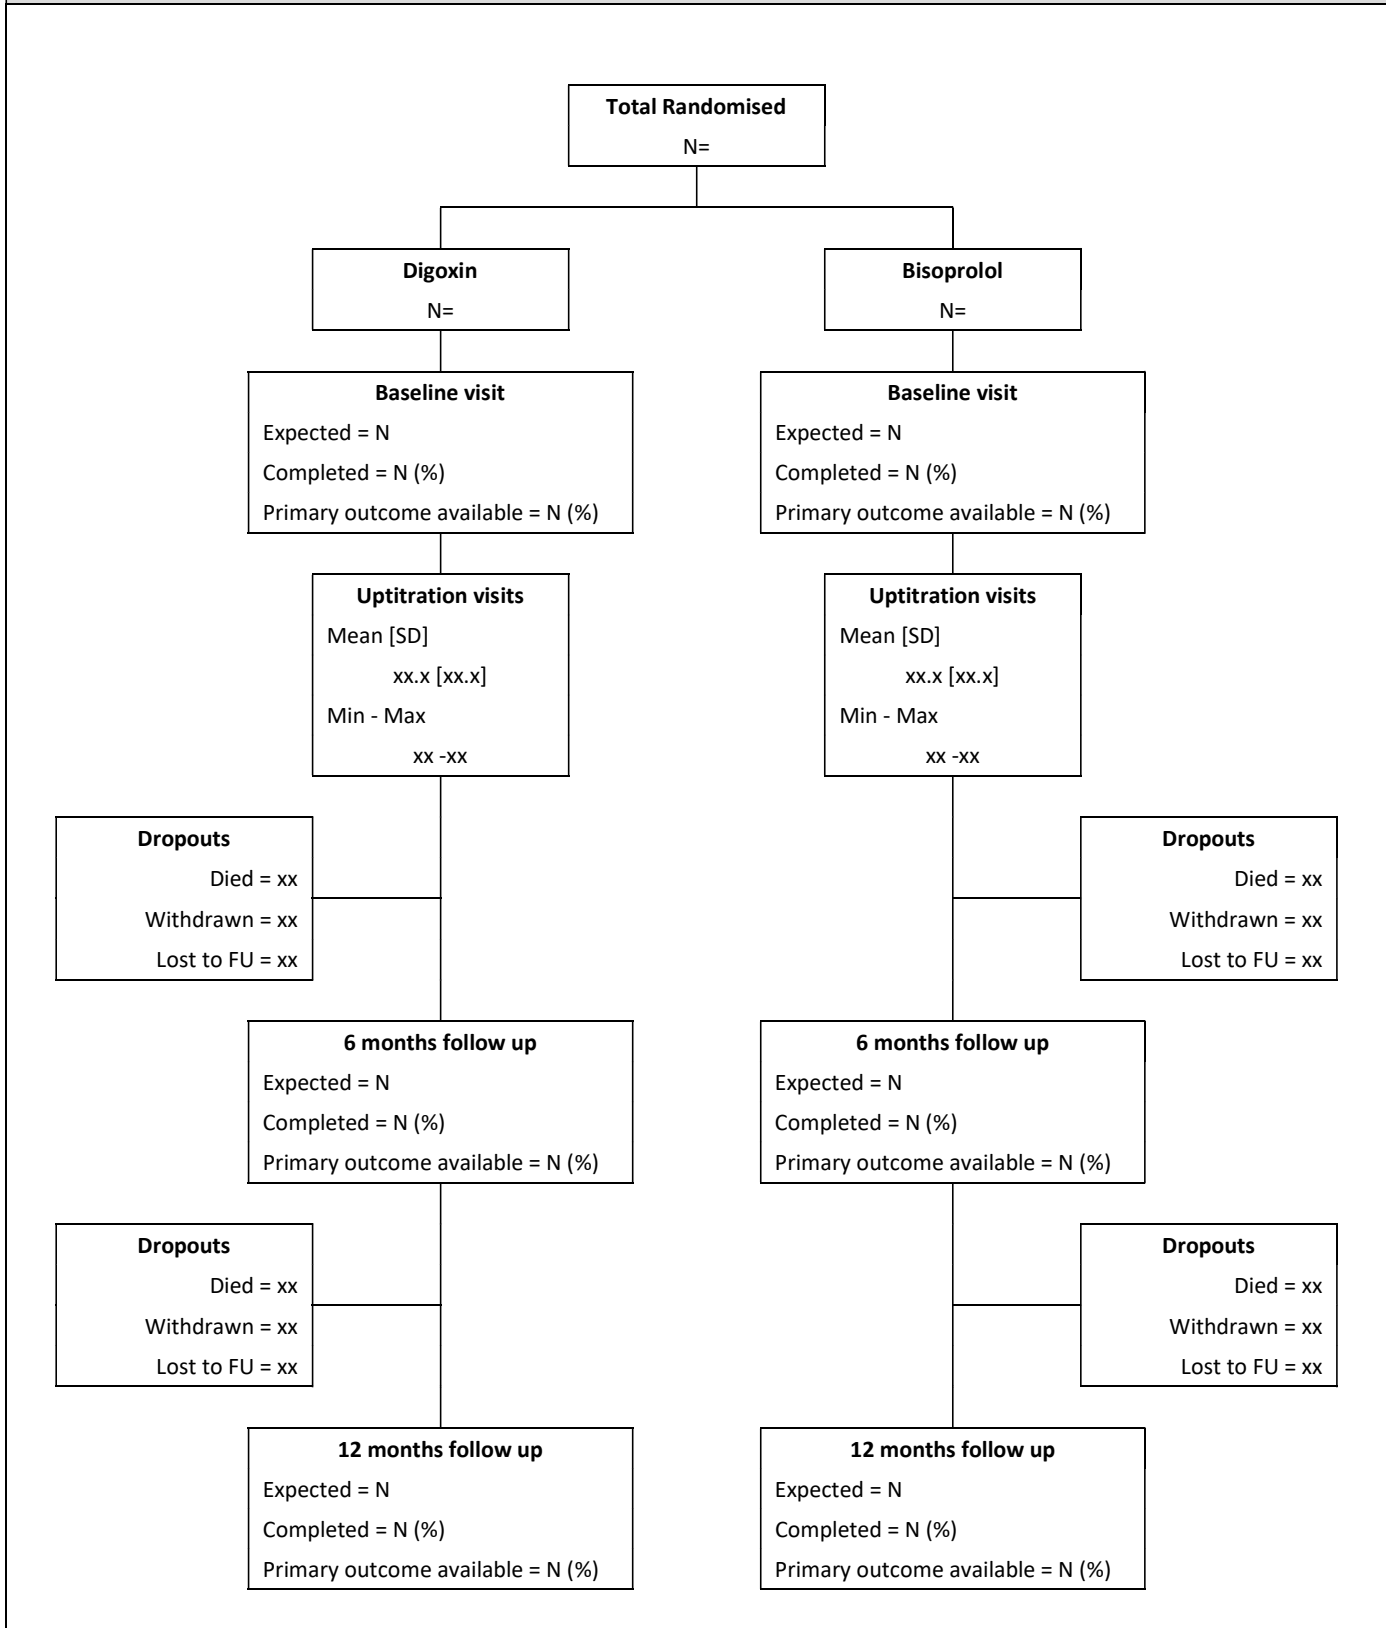 Total Randomised
N=
Digoxin
N=
Bisoprolol
N=
Baseline visit
Expected = N
Completed = N (%)
Primary outcome available = N (%)
Baseline visit
Expected = N
Completed = N (%)
Primary outcome available = N (%)
Uptitration visits
Mean [SD]
xx.x [xx.x]
Min - Max
xx -xx
Uptitration visits
Mean [SD]
xx.x [xx.x]
Min - Max
xx -xx
Dropouts
Died = xx
Withdrawn = xx
Lost to FU = xx
Dropouts
Died = xx
Withdrawn = xx
Lost to FU = xx
6 months follow up
Expected = N
Completed = N (%)
Primary outcome available = N (%)
6 months follow up
Expected = N
Completed = N (%)
Primary outcome available = N (%)
Dropouts
Died = xx
Withdrawn = xx
Lost to FU = xx
Dropouts
Died = xx
Withdrawn = xx
Lost to FU = xx
12 months follow up
Expected = N
Completed = N (%)
Primary outcome available = N (%)
12 months follow up
Expected = N
Completed = N (%)
Primary outcome available = N (%)